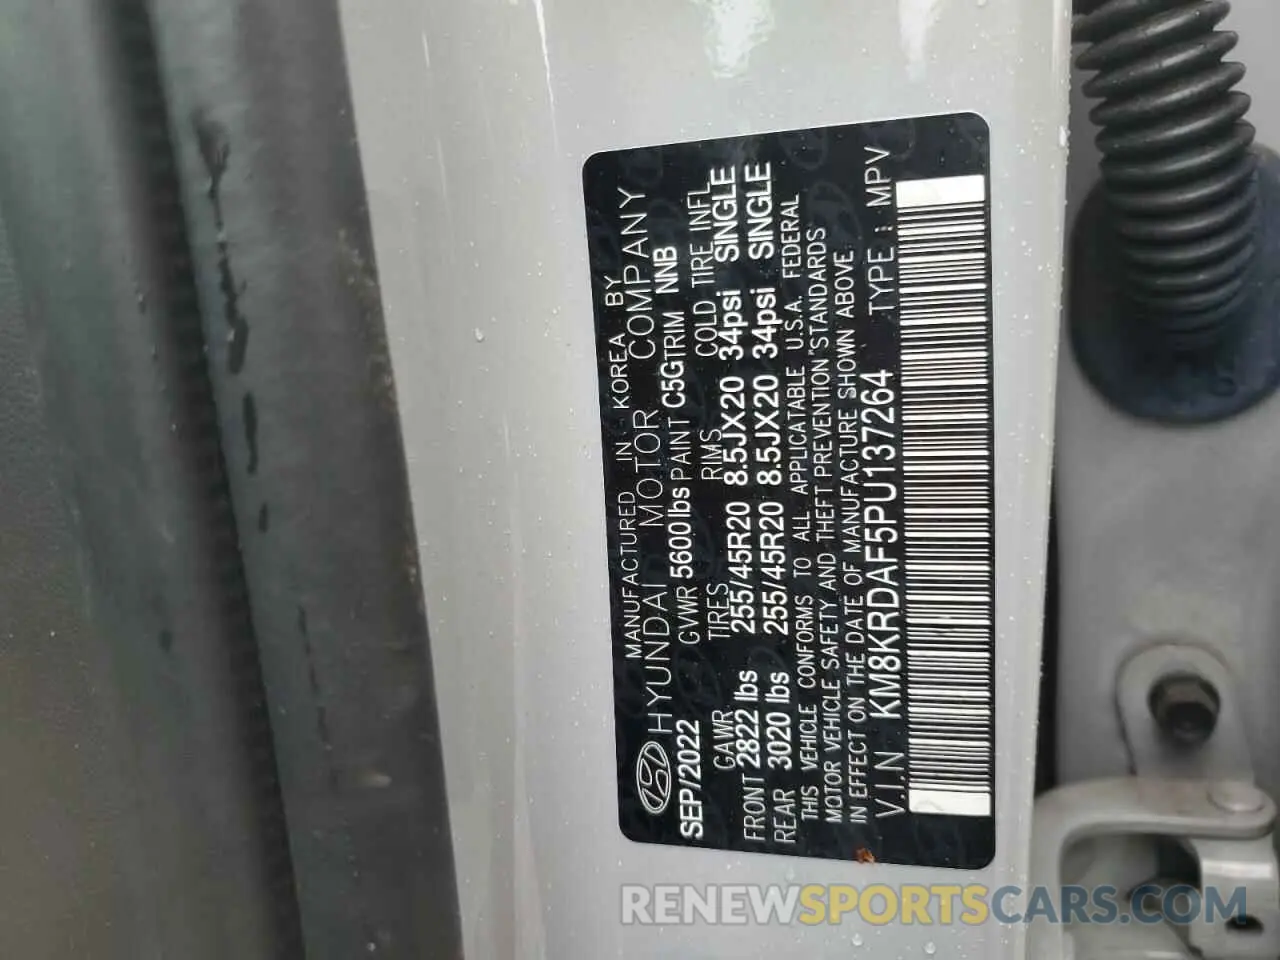 MANUFACTURED IN KOREA BY
HYUNDAI MOTOR COMPANY
SEP/2022 GVWR 5600lbs PAINT C5GTRIM NNB
GAWR TIRES RIMS COLD TIRE INFL
FRONT 2822 lbs 255/45R20 8.5JX20 34psi SINGLE
REAR 3020 lbs 255/45R20 8.5JX20 34psi SINGLE
THIS VEHICLE CONFORMS TO ALL APPLICATABLE U.S.A. FEDERAL
MOTOR VEHICLE SAFETY AND THEFT PREVENTION STANDARDS
IN EFFECT ON THE DATE OF MANUFACTURE SHOWN ABOVE.
V.I.N KM8KRDAF5PU137264 TYPE : MPV
RENEWSPORTSCARS.COM